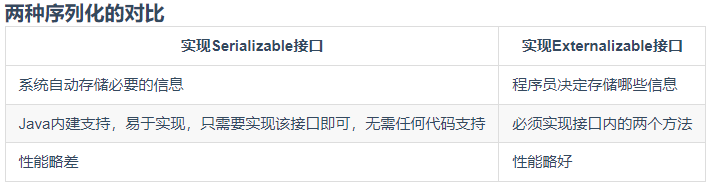 两种序列化的对比
实现Serializable接口 实现Externalizable接口
系统自动存储必要的信息 程序员决定存储哪些信息
Java内建支持，易于实现，只需要实现该接口即可，无需任何代码支持 必须实现接口内的两个方法
性能略差 性能略好